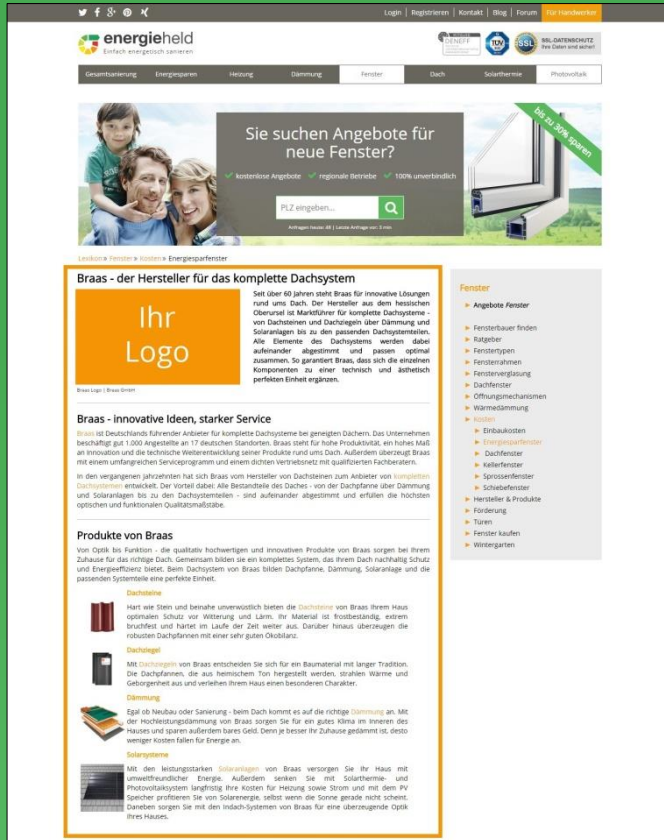 Login | Registrieren | Kontakt | Blog | Forum Für Handwerker
energieheld
Einfach energetisch sanieren
DENEFF
TÜV
SSL
SSL-DATENSCHUTZ
Ihre Daten sind sicher!
Gesamtsanierung Energiesparen Heizung Dämmung Fenster Dach Solarthermie Photovoltaik
bis zu 30% sparen
Sie suchen Angebote für
neue Fenster?
kostenlose Angebote regionale Betriebe 100% unverbindlich
PLZ eingeben...
Anfragen heute: 48 | Letzte Anfrage vor: 3 min
Lexikon » Fenster » Kosten » Energiesparfenster
Braas - der Hersteller für das komplette Dachsystem
Ihr
Logo
Braas Logo | Braas GmbH
Seit über 60 Jahren steht Braas für innovative Lösungen
rund ums Dach. Der Hersteller aus dem hessischen
Oberursel ist Marktführer für komplette Dachsysteme -
von Dachsteinen und Dachziegeln über Dämmung und
Solaranlagen bis zu den passenden Dachsystemteilen.
Alle Elemente des Dachsystems werden dabei
aufeinander abgestimmt und passen optimal
zusammen. So garantiert Braas, dass sich die einzelnen
Komponenten zu einer technisch und ästhetisch
perfekten Einheit ergänzen.
Braas - innovative Ideen, starker Service
Braas ist Deutschlands führender Anbieter für komplette Dachsysteme bei geneigten Dächern. Das Unternehmen
beschäftigt gut 1.000 Angestellte an 17 deutschen Standorten. Braas steht für hohe Produktivität, ein hohes Maß
an Innovation und die technische Weiterentwicklung seiner Produkte rund ums Dach. Außerdem überzeugt Braas
mit einem umfangreichen Serviceprogramm und einem dichten Vertriebsnetz mit qualifizierten Fachberatern.
In den vergangenen Jahrzehnten hat sich Braas vom Hersteller von Dachsteinen zum Anbieter von kompletten
Dachsystemen entwickelt. Der Vorteil dabei: Alle Bestandteile des Daches - von der Dachpfanne über Dämmung
und Solaranlagen bis zu den Dachsystemteilen - sind aufeinander abgestimmt und erfüllen die höchsten
optischen und funktionalen Qualitätsmaßstäbe.
Produkte von Braas
Von Optik bis Funktion - die qualitativ hochwertigen und innovativen Produkte von Braas sorgen bei Ihrem
Zuhause für das richtige Dach. Gemeinsam bilden sie ein komplettes System, das Ihrem Dach nachhaltig Schutz
und Energieeffizienz bietet. Beim Dachsystem von Braas bilden Dachpfanne, Dämmung, Solaranlage und die
passenden Systemteile eine perfekte Einheit.
Dachsteine
Hart wie Stein und beinahe unverwüstlich bieten die Dachsteine von Braas Ihrem Haus
optimalen Schutz vor Witterung und Lärm. Ihr Material ist frostbeständig, extrem
bruchfest und härtet im Laufe der Zeit weiter aus. Darüber hinaus überzeugen die
robusten Dachpfannen mit einer sehr guten Ökobilanz.
Dachziegel
Mit Dachziegeln von Braas entscheiden Sie sich für ein Baumaterial mit langer Tradition.
Die Dachpfannen, die aus heimischem Ton hergestellt werden, strahlen Wärme und
Geborgenheit aus und verleihen Ihrem Haus einen besonderen Charakter.
Dämmung
Egal ob Neubau oder Sanierung - beim Dach kommt es auf die richtige Dämmung an. Mit
der Hochleistungsdämmung von Braas sorgen Sie für ein gutes Klima im Inneren des
Hauses und sparen außerdem bares Geld. Denn je besser Ihr Zuhause gedämmt ist, desto
weniger Kosten fallen für Energie an.
Solarsysteme
Mit den leistungsstarken Solaranlagen von Braas versorgen Sie Ihr Haus mit
umweltfreundlicher Energie. Außerdem senken Sie mit Solarthermie- und
Photovoltaiksystem langfristig Ihre Kosten für Heizung sowie Strom und mit dem PV
Speicher profitieren Sie von Solarenergie, selbst wenn die Sonne gerade nicht scheint.
Daneben sorgen Sie mit den Indach-Systemen von Braas für eine überzeugende Optik
Ihres Hauses.
Fenster
Angebote Fenster
Fensterbauer finden
Ratgeber
Fenstertypen
Fensterrahmen
Fensterverglasung
Dachfenster
Öffnungsmechanismen
Wärmedämmung
Kosten
Einbaukosten
Energiesparfenster
Dachfenster
Kellerfenster
Sprossenfenster
Schiebefenster
Hersteller & Produkte
Förderung
Türen
Fenster kaufen
Wintergarten